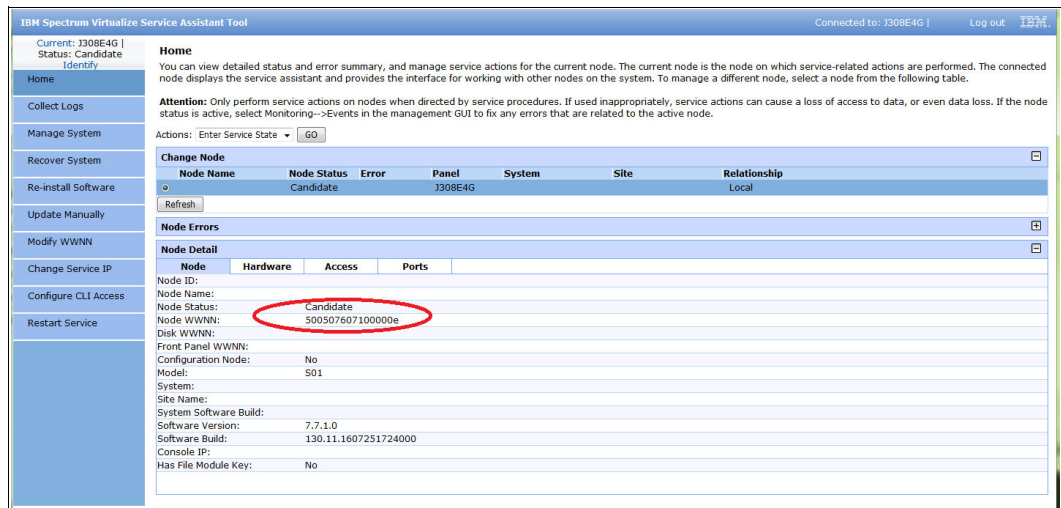 IBM Spectrum Virtualize Service Assistant Tool
Connected to: J308E4G |
Log out
IBM.
Current: J308E4G |
Status: Candidate
Identify
Home
Collect Logs
Manage System
Recover System
Re-install Software
Update Manually
Modify WWNN
Change Service IP
Configure CLI Access
Restart Service
Home
You can view detailed status and error summary, and manage service actions for the current node. The current node is the node on which service-related actions are performed. The connected
node displays the service assistant and provides the interface for working with other nodes on the system. To manage a different node, select a node from the following table.
Attention: Only perform service actions on nodes when directed by service procedures. If used inappropriately, service actions can cause a loss of access to data, or even data loss. If the node
status is active, select Monitoring-->Events in the management GUI to fix any errors that are related to the active node.
Actions: Enter Service State GO
Change Node
Node Name Node Status Error Panel System Site Relationship
Candidate J308E4G Local
Refresh
Node Errors
Node Detail
Node Hardware Access Ports
Node ID:
Node Name:
Node Status: Candidate
Node WWNN: 500507607100000e
Disk WWNN:
Front Panel WWNN:
Configuration Node: No
Model: S01
System:
Site Name:
System Software Build:
Software Version: 7.7.1.0
Software Build: 130.11.1607251724000
Console IP:
Has File Module Key: No